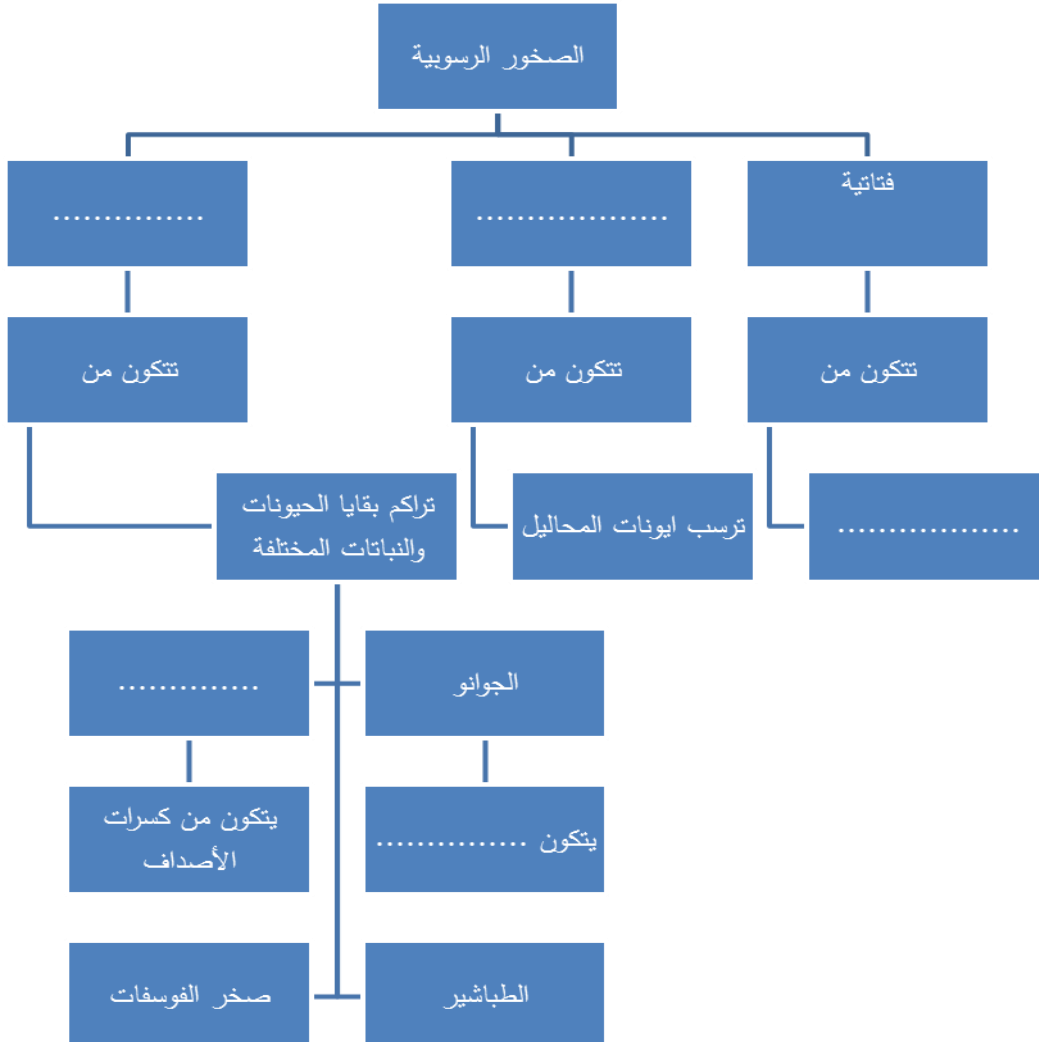 الصخور الرسوبية
فتاتية
...................
...............
تتكون من
تتكون من
تتكون من
..................
ترسب ايونات المحاليل
تراكم بقايا الحيونات
والنباتات المختلفة
الجوانو
..............
يتكون ...............
يتكون من كسرات
الأصداف
الطباشير
صخر الفوسفات